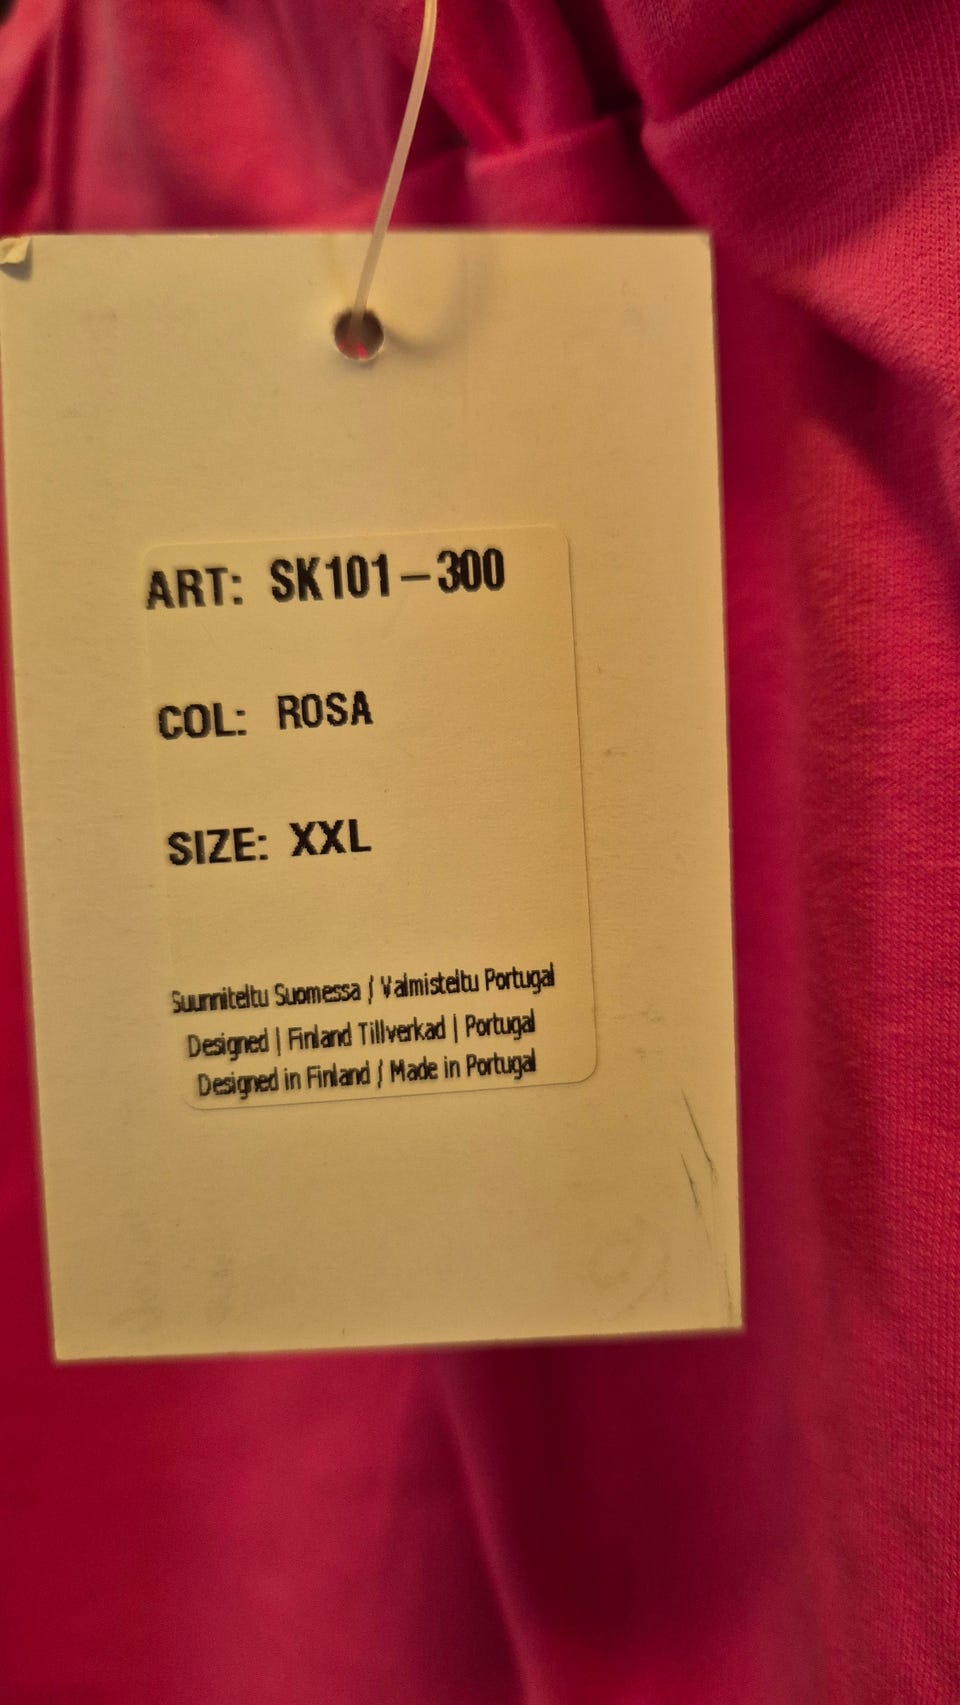 ART: SK101-300
COL: ROSA
SIZE: XXL
Suunniteltu Suomessa / Valmisteltu Portugal
Designed | Finland Tillverkad | Portugal
Designed in Finland / Made in Portugal